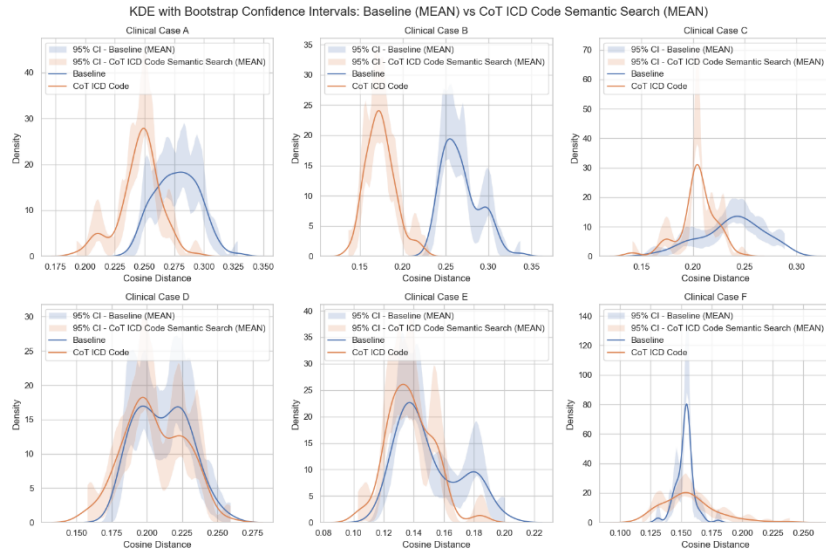 KDE with Bootstrap Confidence Intervals: Baseline (MEAN) vs CoT ICD Code Semantic Search (MEAN)
Clinical Case A
95% CI - Baseline (MEAN)
95% CI - CoT ICD Code Semantic Search (MEAN)
Baseline
CoT ICD Code
Density
40
30
20
10
0
0.175 0.200 0.225 0.250 0.275 0.300 0.325 0.350
Cosine Distance
Clinical Case B
95% CI - Baseline (MEAN)
95% CI - CoT ICD Code Semantic Search (MEAN)
Baseline
CoT ICD Code
Density
35
30
25
20
15
10
5
0
0.15 0.20 0.25 0.30 0.35
Cosine Distance
Clinical Case C
95% CI - Baseline (MEAN)
95% CI - CoT ICD Code Semantic Search (MEAN)
Baseline
CoT ICD Code
Density
70
60
50
40
30
20
10
0
0.15 0.20 0.25 0.30
Cosine Distance
Clinical Case D
95% CI - Baseline (MEAN)
95% CI - CoT ICD Code Semantic Search (MEAN)
Baseline
CoT ICD Code
Density
30
25
20
15
10
5
0
0.150 0.175 0.200 0.225 0.250 0.275
Cosine Distance
Clinical Case E
95% CI - Baseline (MEAN)
95% CI - CoT ICD Code Semantic Search (MEAN)
Baseline
CoT ICD Code
Density
40
35
30
25
20
15
10
5
0
0.08 0.10 0.12 0.14 0.16 0.18 0.20 0.22
Cosine Distance
Clinical Case F
95% CI - Baseline (MEAN)
95% CI - CoT ICD Code Semantic Search (MEAN)
Baseline
CoT ICD Code
Density
140
120
100
80
60
40
20
0
0.100 0.125 0.150 0.175 0.200 0.225 0.250
Cosine Distance